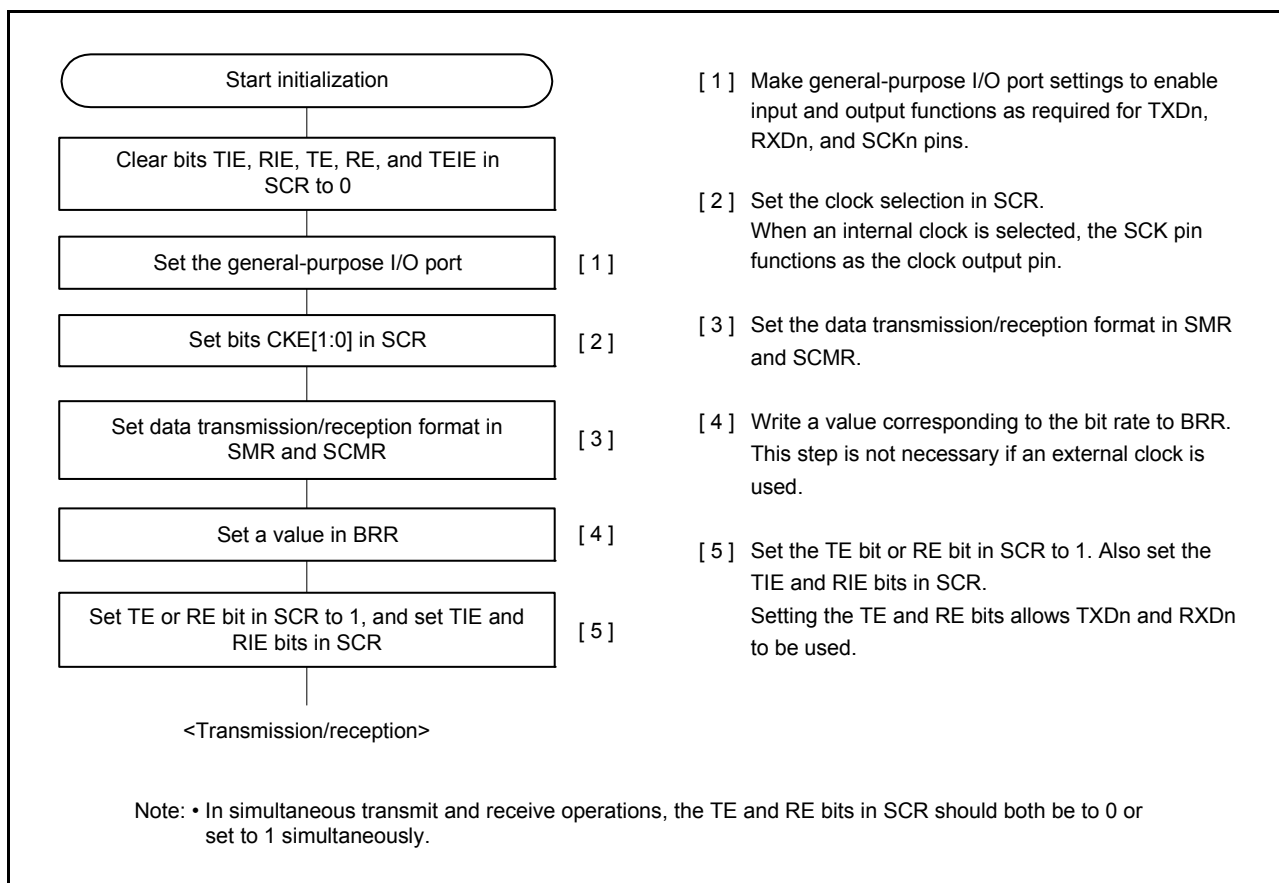 Start initialization
Clear bits TIE, RIE, TE, RE, and TEIE in
SCR to 0
Set the general-purpose I/O port
[ 1 ]
Set bits CKE[1:0] in SCR
[ 2 ]
Set data transmission/reception format in
SMR and SCMR
[ 3 ]
Set a value in BRR
[ 4 ]
Set TE or RE bit in SCR to 1, and set TIE and
RIE bits in SCR
[ 5 ]
<Transmission/reception>
[ 1 ] Make general-purpose I/O port settings to enable
input and output functions as required for TXDn,
RXDn, and SCKn pins.
[ 2 ] Set the clock selection in SCR.
When an internal clock is selected, the SCK pin
functions as the clock output pin.
[ 3 ] Set the data transmission/reception format in SMR
and SCMR.
[ 4 ] Write a value corresponding to the bit rate to BRR.
This step is not necessary if an external clock is
used.
[ 5 ] Set the TE bit or RE bit in SCR to 1. Also set the
TIE and RIE bits in SCR.
Setting the TE and RE bits allows TXDn and RXDn
to be used.
Note: • In simultaneous transmit and receive operations, the TE and RE bits in SCR should both be to 0 or
set to 1 simultaneously.